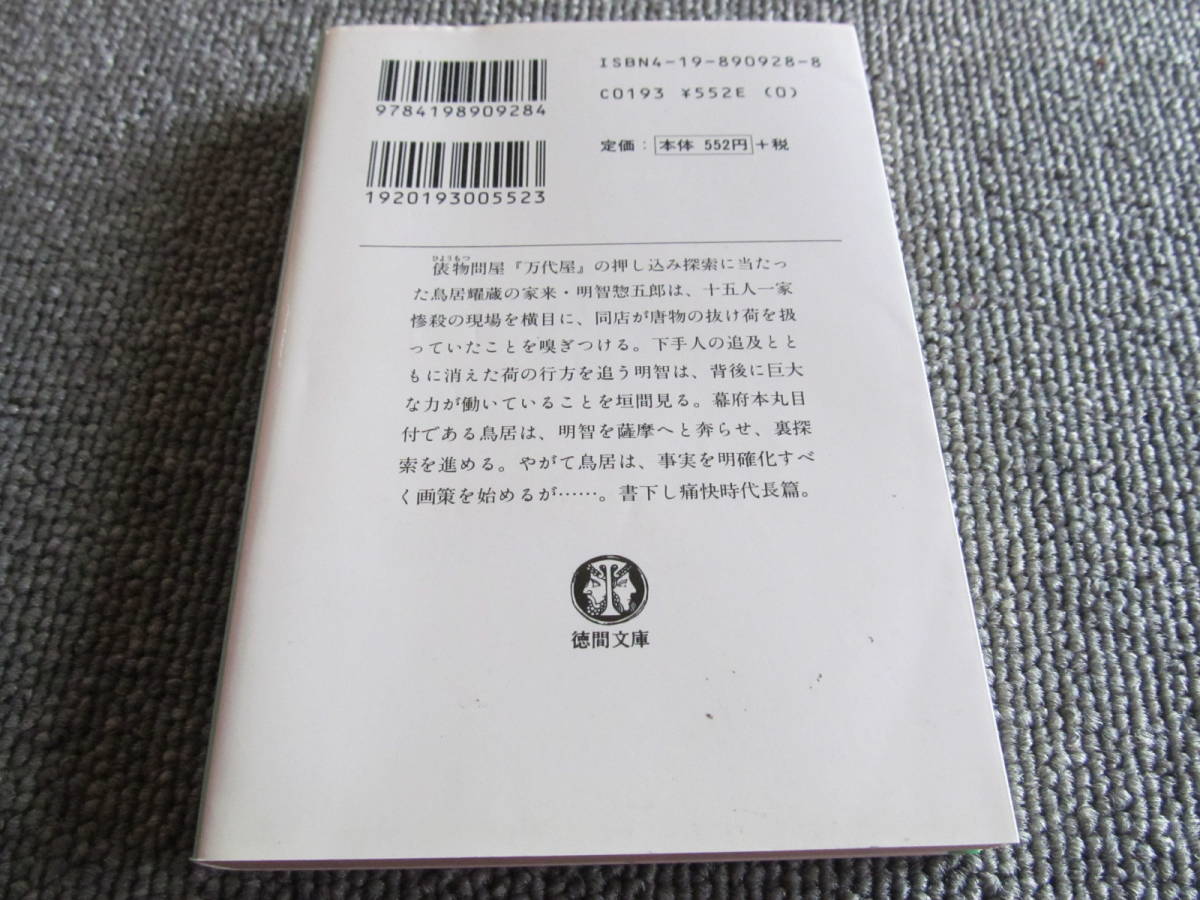 ISBN4-19-890928-8
9784198909284
C0193 ¥552E (0)
定価：本体 552円＋税
1920193005523
ひょうもつ
俵物問屋『万代屋』の押し込み探索に当たっ
た鳥居耀蔵の家来・明智惣五郎は、十五人一家
惨殺の現場を横目に、同店が唐物の抜け荷を扱
っていたことを嗅ぎつける。下手人の追及とと
もに消えた荷の行方を追う明智は、背後に巨大
な力が働いていることを垣間見る。幕府本丸目
付である鳥居は、明智を薩摩へと奔らせ、裏探
索を進める。やがて鳥居は、事実を明確化すべ
く画策を始めるが……。書下し痛快時代長篇。
徳間文庫